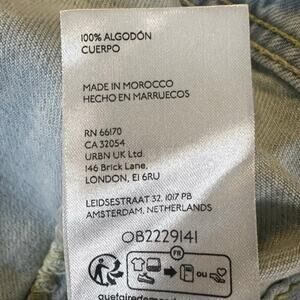 100% ALGODÓN
CUERPO
MADE IN MOROCCO
HECHO EN MARRUECOS
RN 66170
CA 32054
URBN UK Ltd.
146 Brick Lane,
LONDON, E1 6RU
LEIDSESTRAAT 32, 1017 PB
AMSTERDAM, NETHERLANDS
OB2229141
FR
OU
quefairedemes